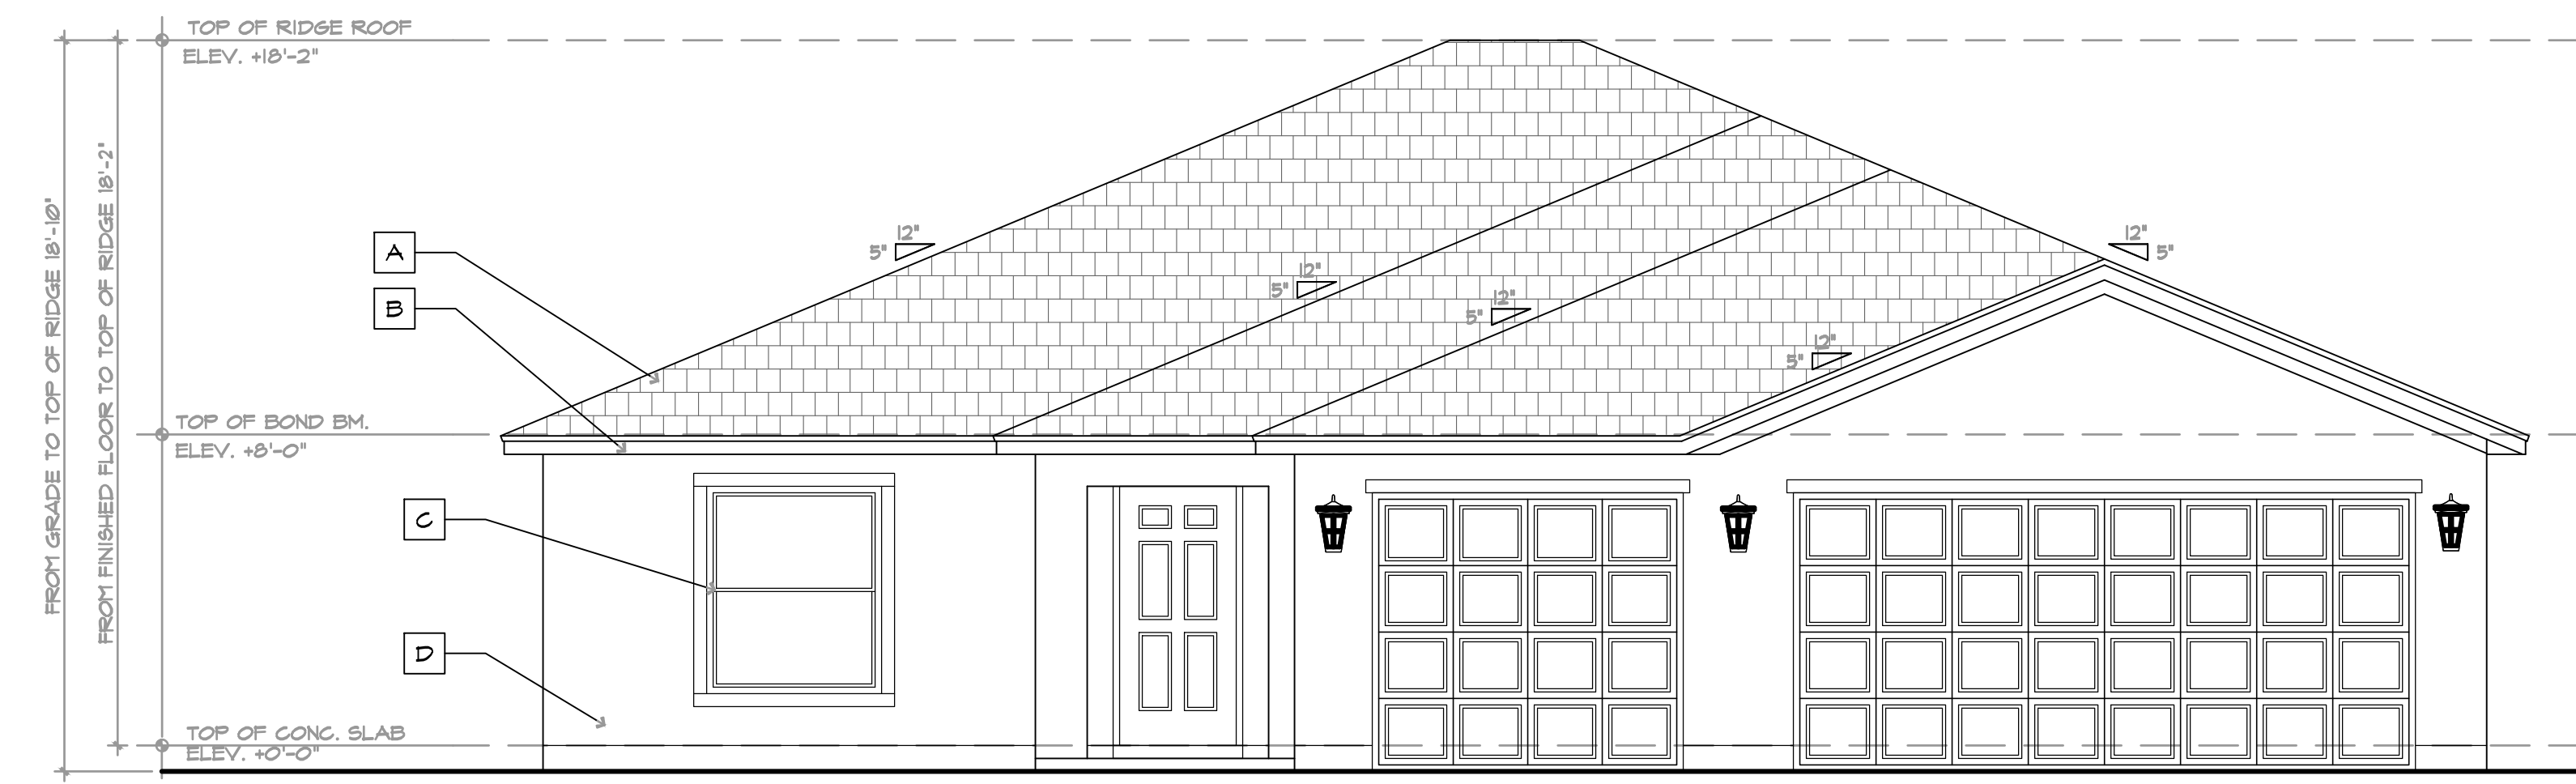 TOP OF RIDGE ROOF
ELEV. +18'-2"
FROM GRADE TO TOP OF RIDGE 18'-10"
FROM FINISHED FLOOR TO TOP OF RIDGE 18'-2"
A
B
12"
5"
12"
5"
12"
5"
12"
5"
12"
5"
TOP OF BOND BM.
ELEV. +8'-0"
C
D
TOP OF CONC. SLAB
ELEV. +0'-0"